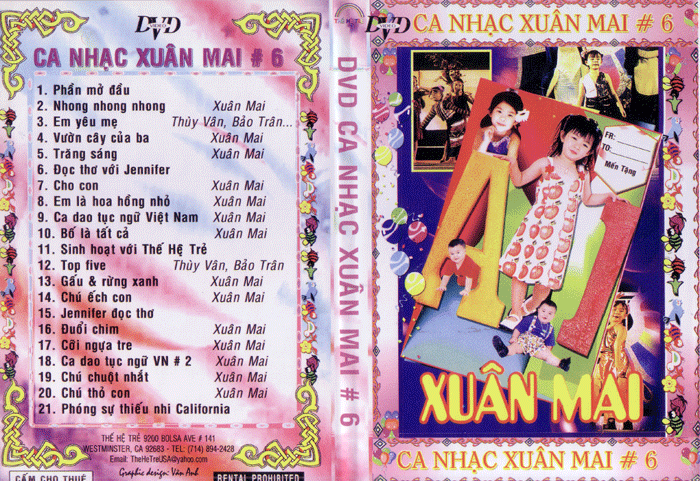 DVD
VIDEO
CA NHẠC XUÂN MAI # 6
1. Phần mở đầu
2. Nhong nhong nhong Xuân Mai
3. Em yêu mẹ Thùy Vân, Bảo Trân...
4. Vườn cây của ba Xuân Mai
5. Trăng sáng Xuân Mai
6. Đọc thơ với Jennifer
7. Cho con Xuân Mai
8. Em là hoa hồng nhỏ Xuân Mai
9. Ca dao tục ngữ Việt Nam Xuân Mai
10. Bố là tất cả Xuân Mai
11. Sinh hoạt với Thế Hệ Trẻ
12. Top five Thùy Vân, Bảo Trân
13. Gấu & rừng xanh Xuân Mai
14. Chú ếch con Xuân Mai
15. Jennifer đọc thơ
16. Đuổi chim Xuân Mai
17. Cõi ngựa tre Xuân Mai
18. Ca dao tục ngữ VN # 2 Xuân Mai
19. Chú chuột nhắt Xuân Mai
20. Chú thỏ con Xuân Mai
21. Phóng sự thiếu nhi California
THẾ HỆ TRẺ 9200 BOLSA AVE # 141
WESTMINSTER, CA 92683 - TEL: (714) 894-2428
Email: TheHeTreUSA@yahoo.com
Graphic design: Vân Anh
CẤM CHO THUÊ
RENTAL PROHIBITED
DVD CA NHẠC XUÂN MAI # 6
DVD
VIDEO
CA NHẠC XUÂN MAI # 6
FR:
TO:
Mến Tặng
A
I
XUÂN MAI
CA NHẠC XUÂN MAI # 6